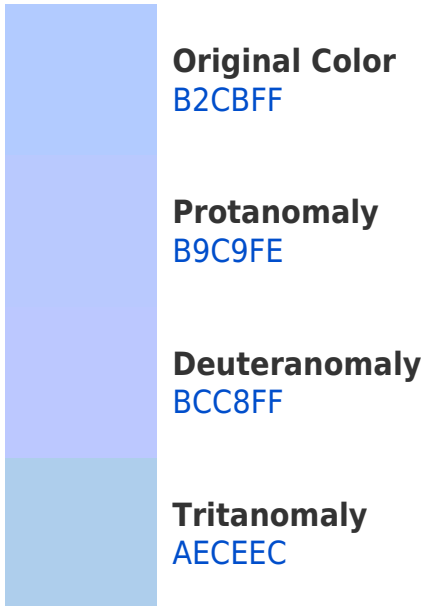 Original Color
B2CBFF
Protanomaly
B9C9FE
Deuteranomaly
BCC8FF
Tritanomaly
AECEEC